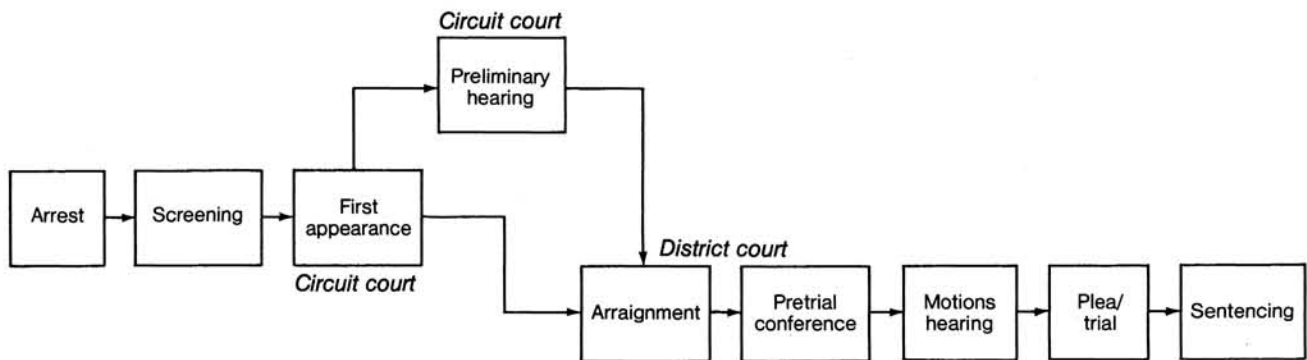 Circuit court
Preliminary
hearing
Arrest
Screening
First
appearance
Circuit court
District court
Arraignment
Pretrial
conference
Motions
hearing
Plea/
trial
Sentencing